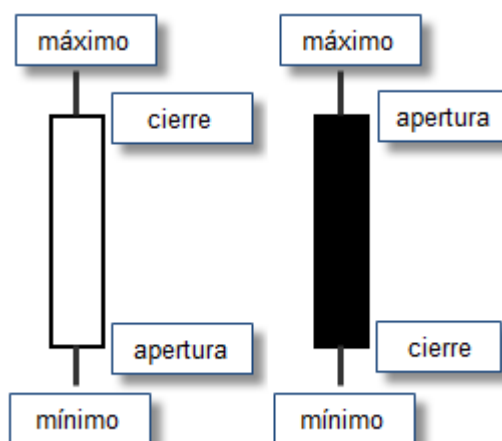 máximo
cierre
apertura
mínimo
máximo
apertura
cierre
mínimo